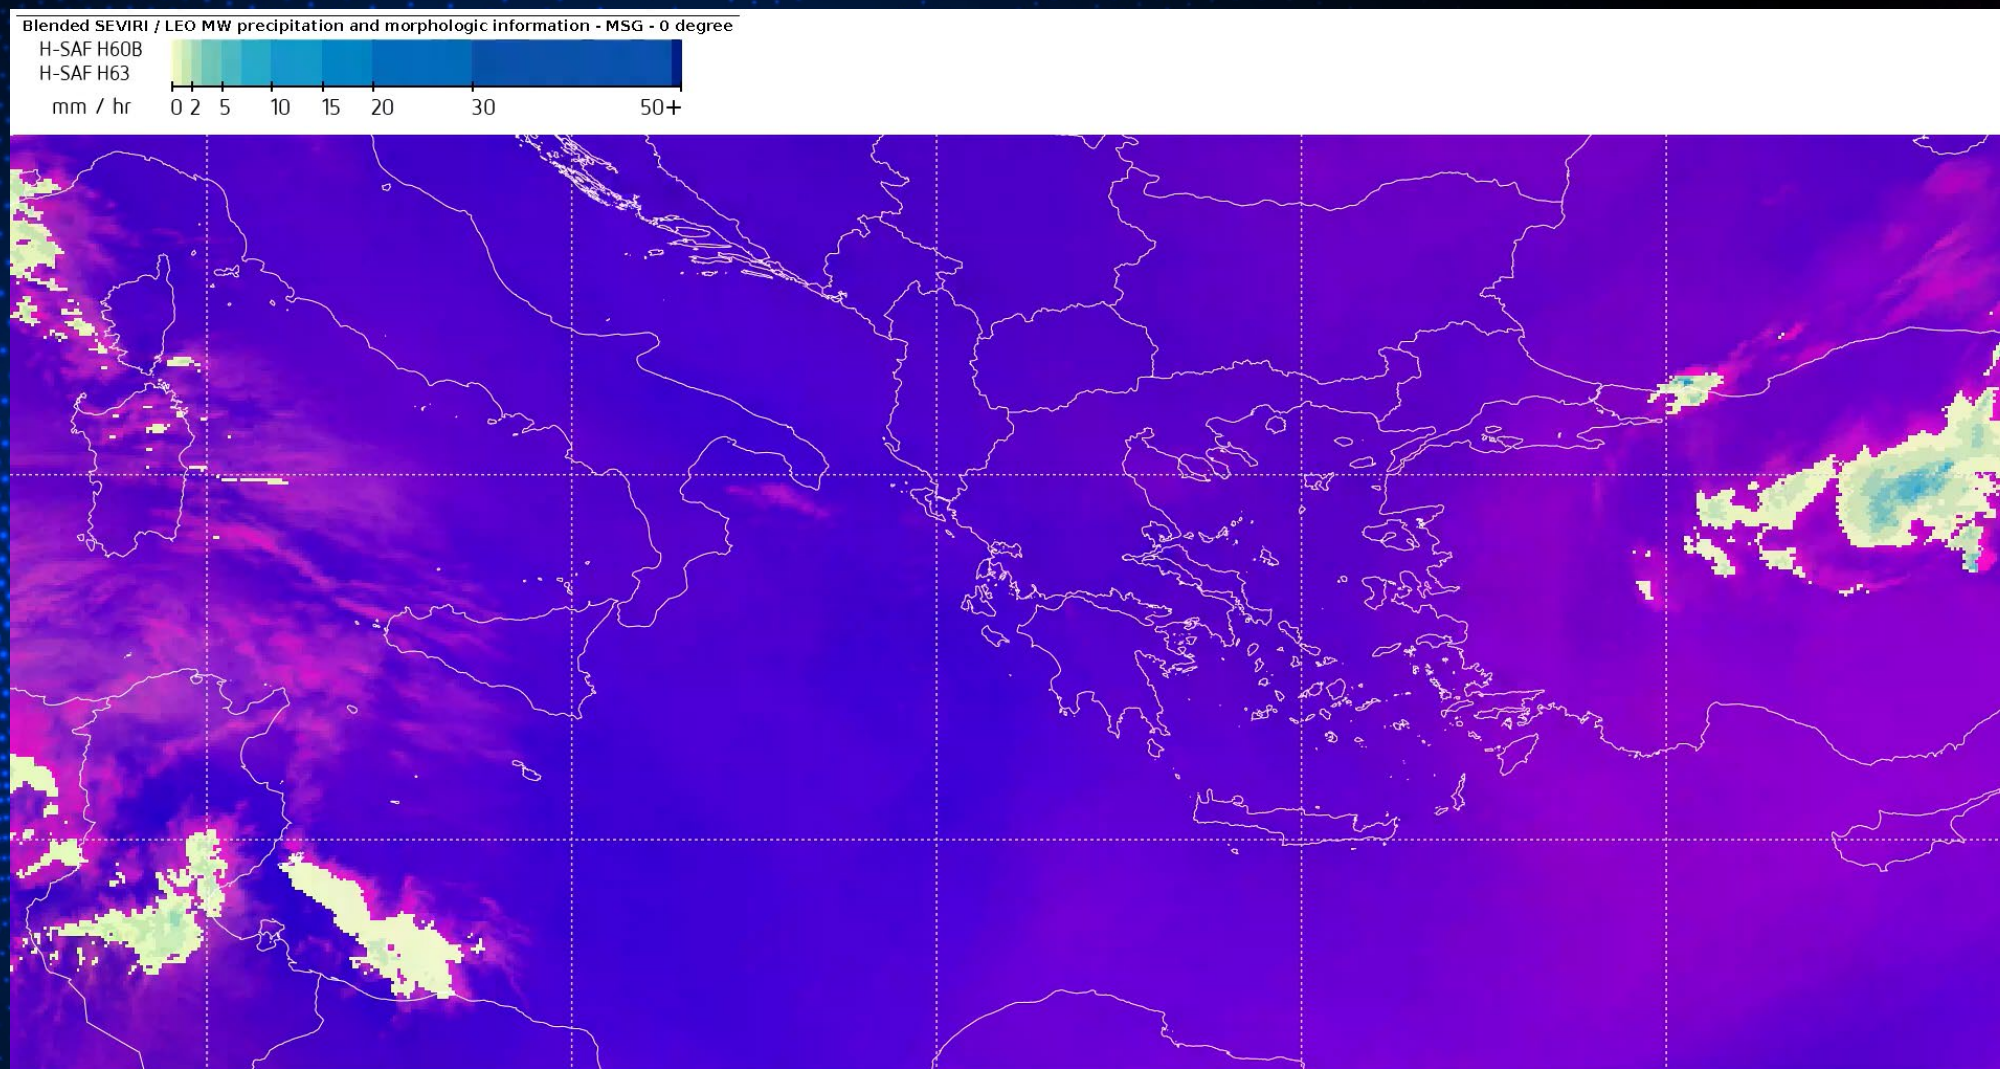 Blended SEVIRI / LEO MW precipitation and morphologic information - MSG - 0 degree
H-SAF H60B
H-SAF H63
mm / hr 0 2 5 10 15 20 30 50+